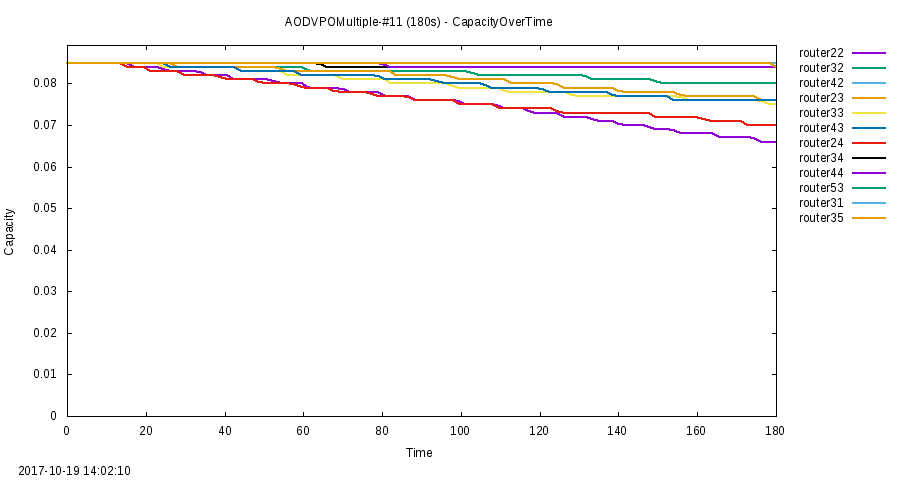 AODVPOMultiple-#11 (180s) - CapacityOverTime
router22
router32
router42
router23
router33
router43
router24
router34
router44
router53
router31
router35
Capacity
0.08
0.07
0.06
0.05
0.04
0.03
0.02
0.01
0
0 20 40 60 80 100 120 140 160 180
Time
2017-10-19 14:02:10